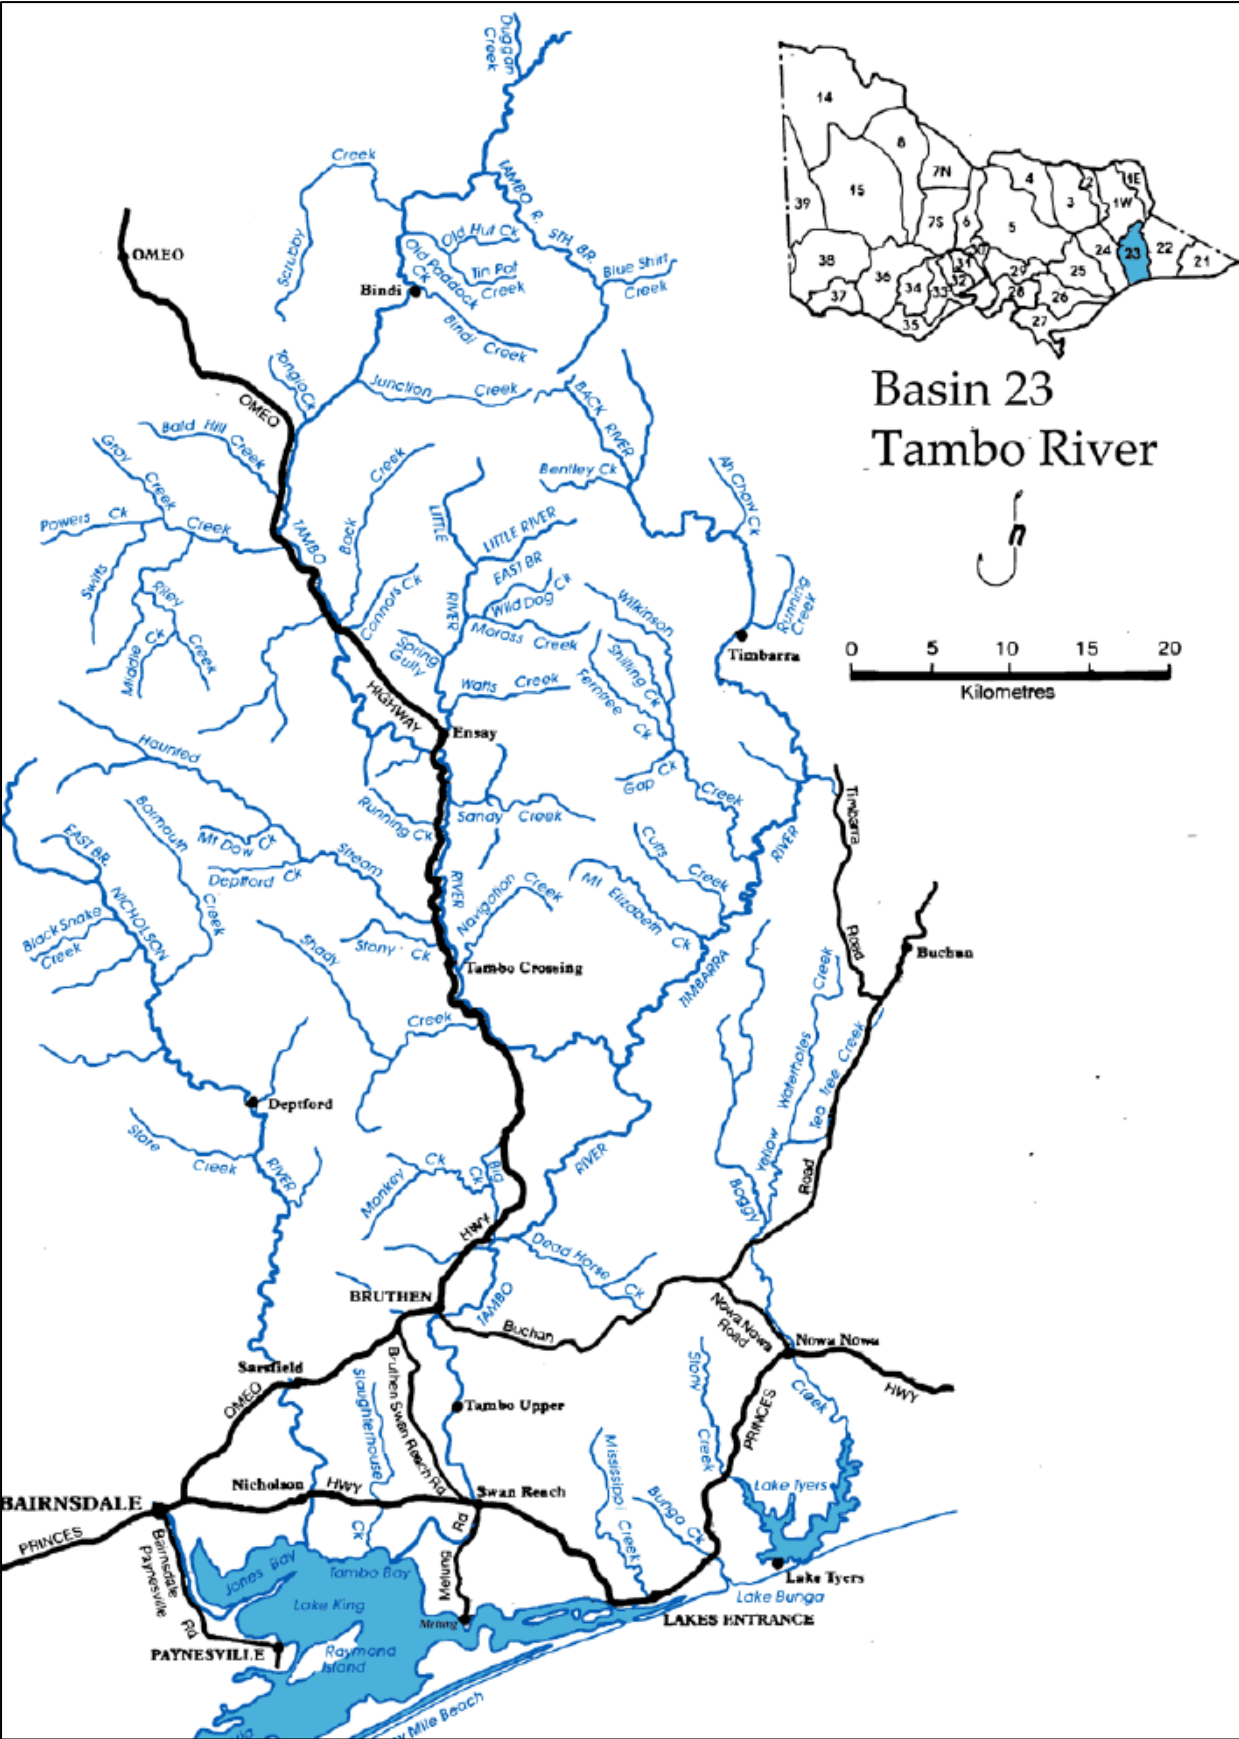 Duggan
Creek
Creek
Scrubby
TAMBO R. STH BR.
Old Hut Ck
Old Paddock
Ck
Tin Pot
Creek
Blue Shirt
Creek
OMEO
Bindi
Bindi Creek
14
8
7N
15
39
7S
6
4
3
2
1E
1W
5
38
36
37
34
33
35
31
32
29
28
25
26
27
24
23
22
21
Basin 23
Tambo River
n
0 5 10 15 20
Kilometres
Tongio Ck
OMEO
Junction Creek
BACK RIVER
Bald Hill Creek
Gray Creek
Powers Ck
Creek
Swifts
Riley
Creek
Middle Ck
TAMBO
Back Creek
Connors Ck
Spring
Gully
LITTLE
RIVER
LITTLE RIVER
EAST BR
Wild Dog Ck
Morass Creek
Watts Creek
Bentley Ck
Ah Chow Ck
Running
Creek
Timbarra
Wilkinson
Creek
Shilling Ck
Ferntree Ck
Gap Ck
HIGHWAY
Ensay
Haunted
Stream
Barmouth
Creek
Mt Dow Ck
Deptford Ck
EAST BR.
NICHOLSON
Black Snake
Creek
Running Ck
Sandy Creek
RIVER
Navigation Creek
Cutts Creek
Mt Elizabeth Ck
RIVER
TIMBARRA
Timbarra
Road
Buchan
Shady
Creek
Stony Ck
Tambo Crossing
Creek
Yellow Waterholes
Tea Tree Creek
Road
Boggy
Deptford
Stote
Creek
RIVER
Monkey
Ck
Big
Ck
RIVER
HWY
Dead Horse Ck
BRUTHEN
TAMBO
Buchan
Nowa Nowa
Road
Nowa Nowa
HWY
Creek
PRINCES
Sarsfield
OMEO
Bruthen Swan Reach Rd
Slaughterhouse
Ck
Tambo Upper
Stony
Creek
Mississippi
Creek
Bunga Ck
Lake Tyers
Nicholson
HWY
Swan Reach
BAIRNSDALE
PRINCES
Bairnsdale
Paynesville
Rd
Rd
Metung
Metung
Jones Bay
Tambo Bay
Lake King
Raymond
Island
PAYNESVILLE
Lake Tyers
Lake Bunga
LAKES ENTRANCE
Mile Beach